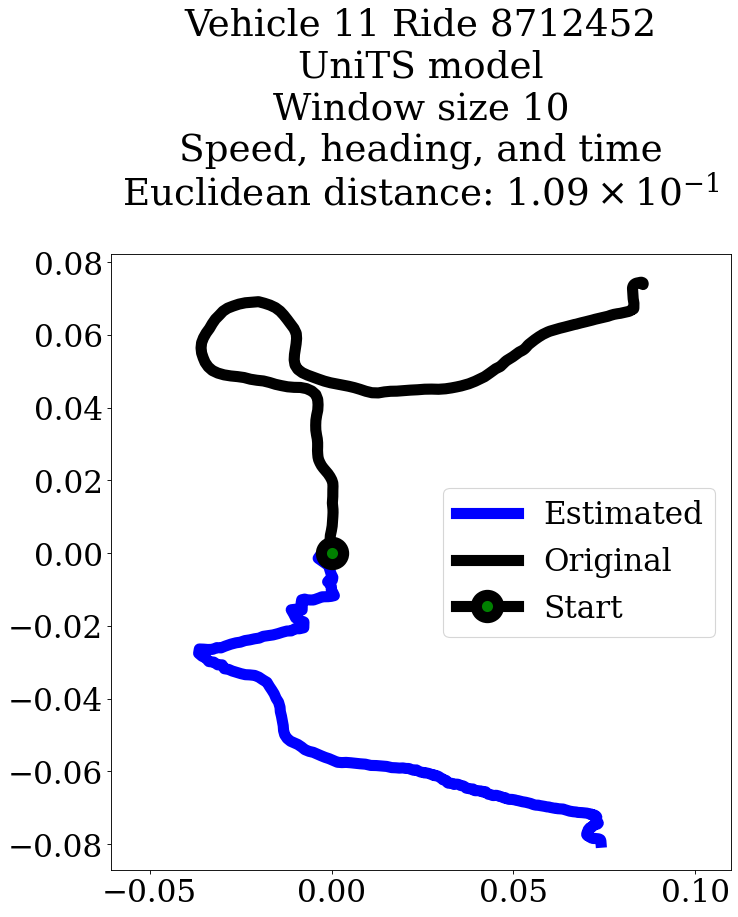 Vehicle 11 Ride 8712452
UniTS model
Window size 10
Speed, heading, and time
Euclidean distance: 1.09 × 10⁻¹
0.08
0.06
0.04
0.02
0.00
−0.02
−0.04
−0.06
−0.08
Estimated
Original
Start
−0.05 0.00 0.05 0.10